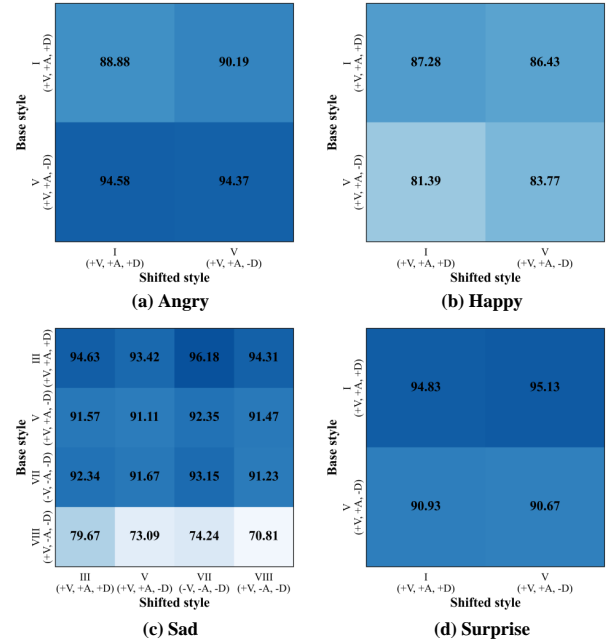 Base style
I
(+V, +A, +D)
88.88 90.19
V
(+V, +A, -D)
94.58 94.37
I V
(+V, +A, +D) (+V, +A, -D)
Shifted style
(a) Angry
Base style
I
(+V, +A, +D)
87.28 86.43
V
(+V, +A, -D)
81.39 83.77
I V
(+V, +A, +D) (+V, +A, -D)
Shifted style
(b) Happy
Base style
III
(+V, +A, +D)
94.63 93.42 96.18 94.31
V
(+V, +A, -D)
91.57 91.11 92.35 91.47
VII
(-V, -A, -D)
92.34 91.67 93.15 91.23
VIII
(+V, -A, -D)
79.67 73.09 74.24 70.81
III V VII VIII
(+V, +A, +D) (+V, +A, -D) (-V, -A, -D) (+V, -A, -D)
Shifted style
(c) Sad
Base style
I
(+V, +A, +D)
94.83 95.13
V
(+V, +A, -D)
90.93 90.67
I V
(+V, +A, +D) (+V, +A, -D)
Shifted style
(d) Surprise